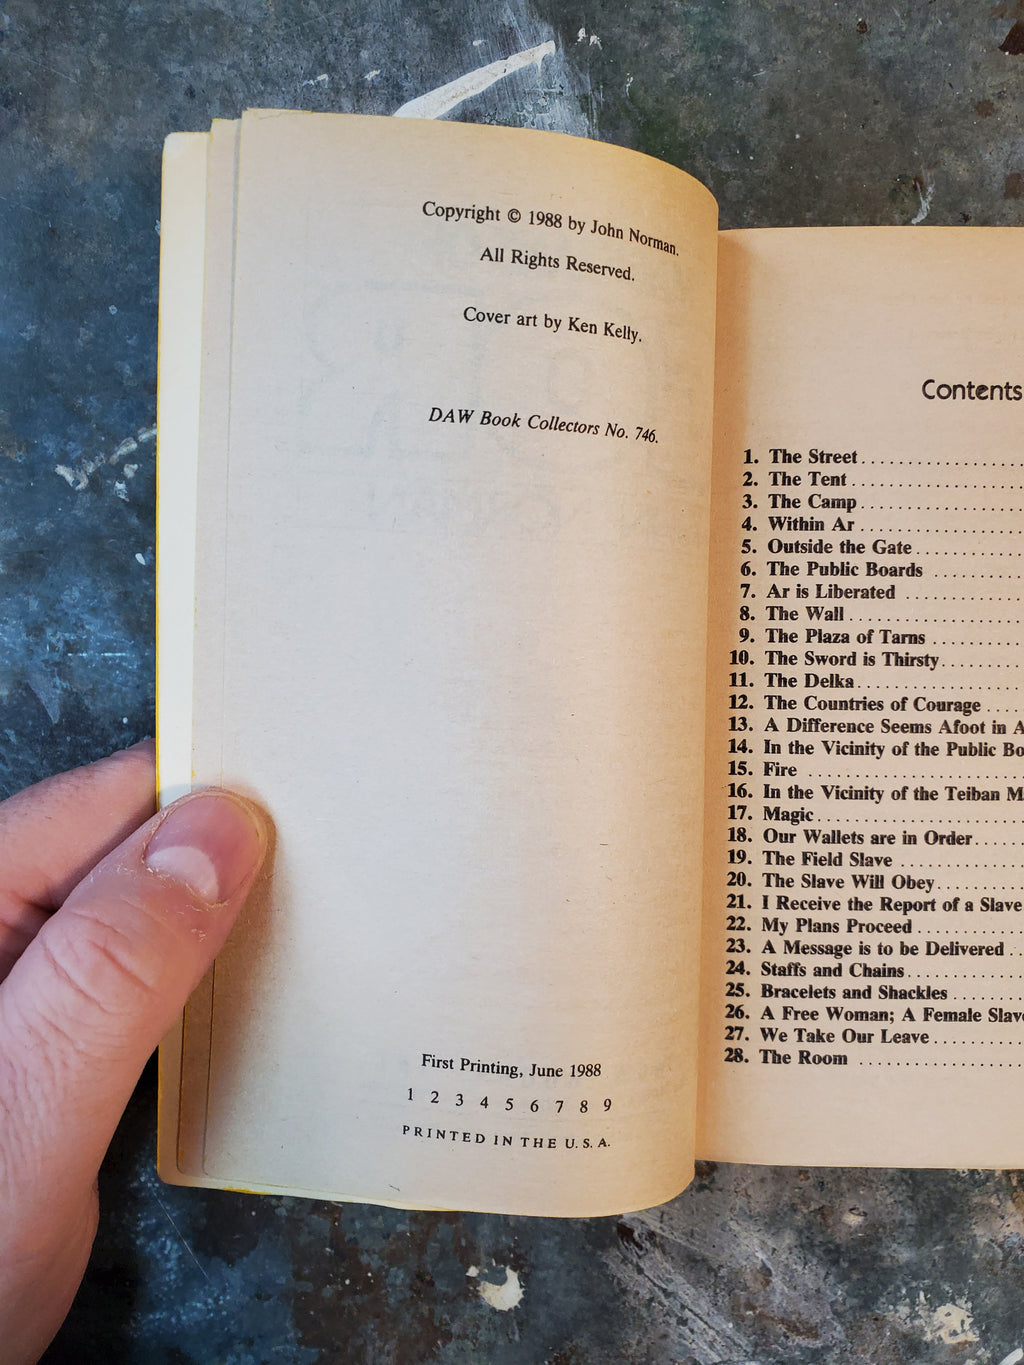 Copyright © 1988 by John Norman.
All Rights Reserved.
Cover art by Ken Kelly.
DAW Book Collectors No. 746.
First Printing, June 1988
1 2 3 4 5 6 7 8 9
PRINTED IN THE U.S.A.
Contents
1. The Street
2. The Tent
3. The Camp
4. Within Ar
5. Outside the Gate
6. The Public Boards
7. Ar is Liberated
8. The Wall
9. The Plaza of Tarns
10. The Sword is Thirsty
11. The Delka
12. The Countries of Courage
13. A Difference Seems Afoot in
14. In the Vicinity of the Public
15. Fire
16. In the Vicinity of the Teiban
17. Magic
18. Our Wallets are in Order
19. The Field Slave
20. The Slave Will Obey
21. I Receive the Report of a Slave
22. My Plans Proceed
23. A Message is to be Delivered
24. Staffs and Chains
25. Bracelets and Shackles
26. A Free Woman; A Female Slave
27. We Take Our Leave
28. The Room